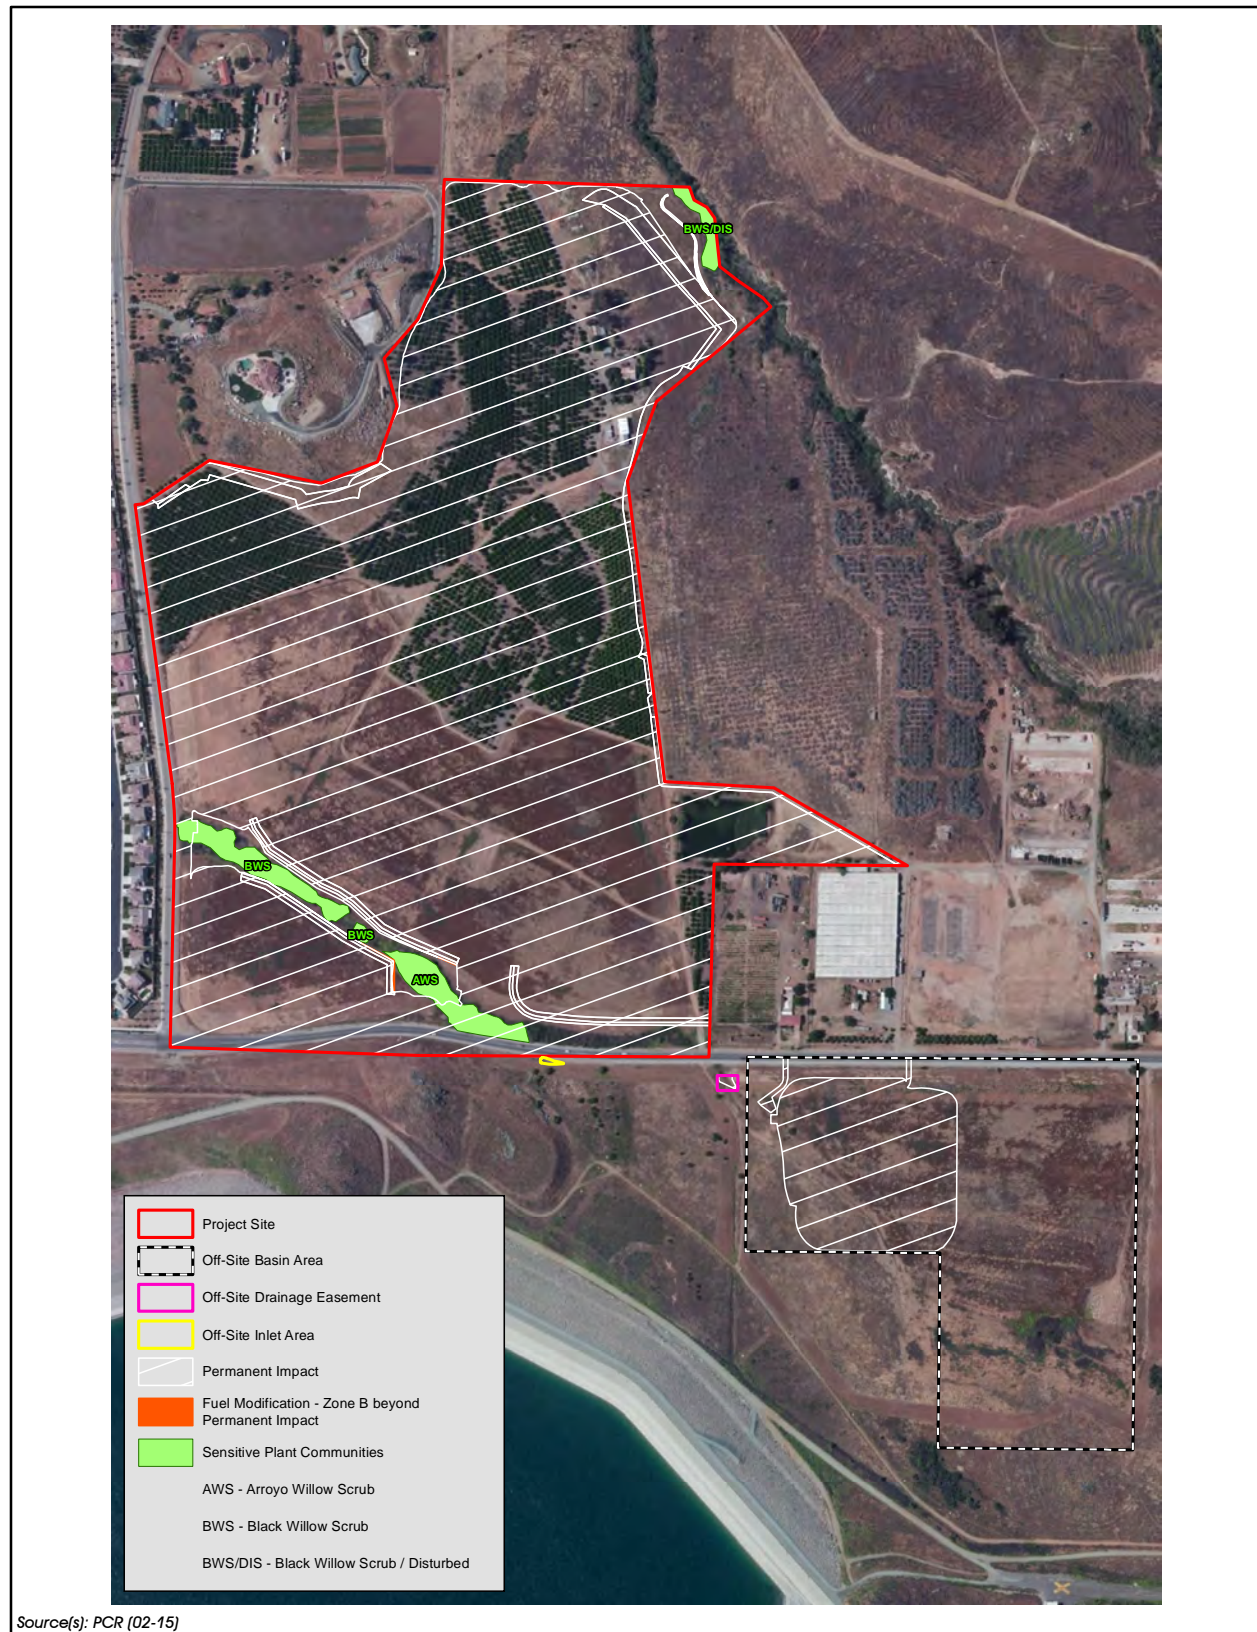 BWS/DIS
BWS
BWS
AWS
Project Site
Off-Site Basin Area
Off-Site Drainage Easement
Off-Site Inlet Area
Permanent Impact
Fuel Modification - Zone B beyond
Permanent Impact
Sensitive Plant Communities
AWS - Arroyo Willow Scrub
BWS - Black Willow Scrub
BWS/DIS - Black Willow Scrub / Disturbed
Source(s): PCR (02-15)